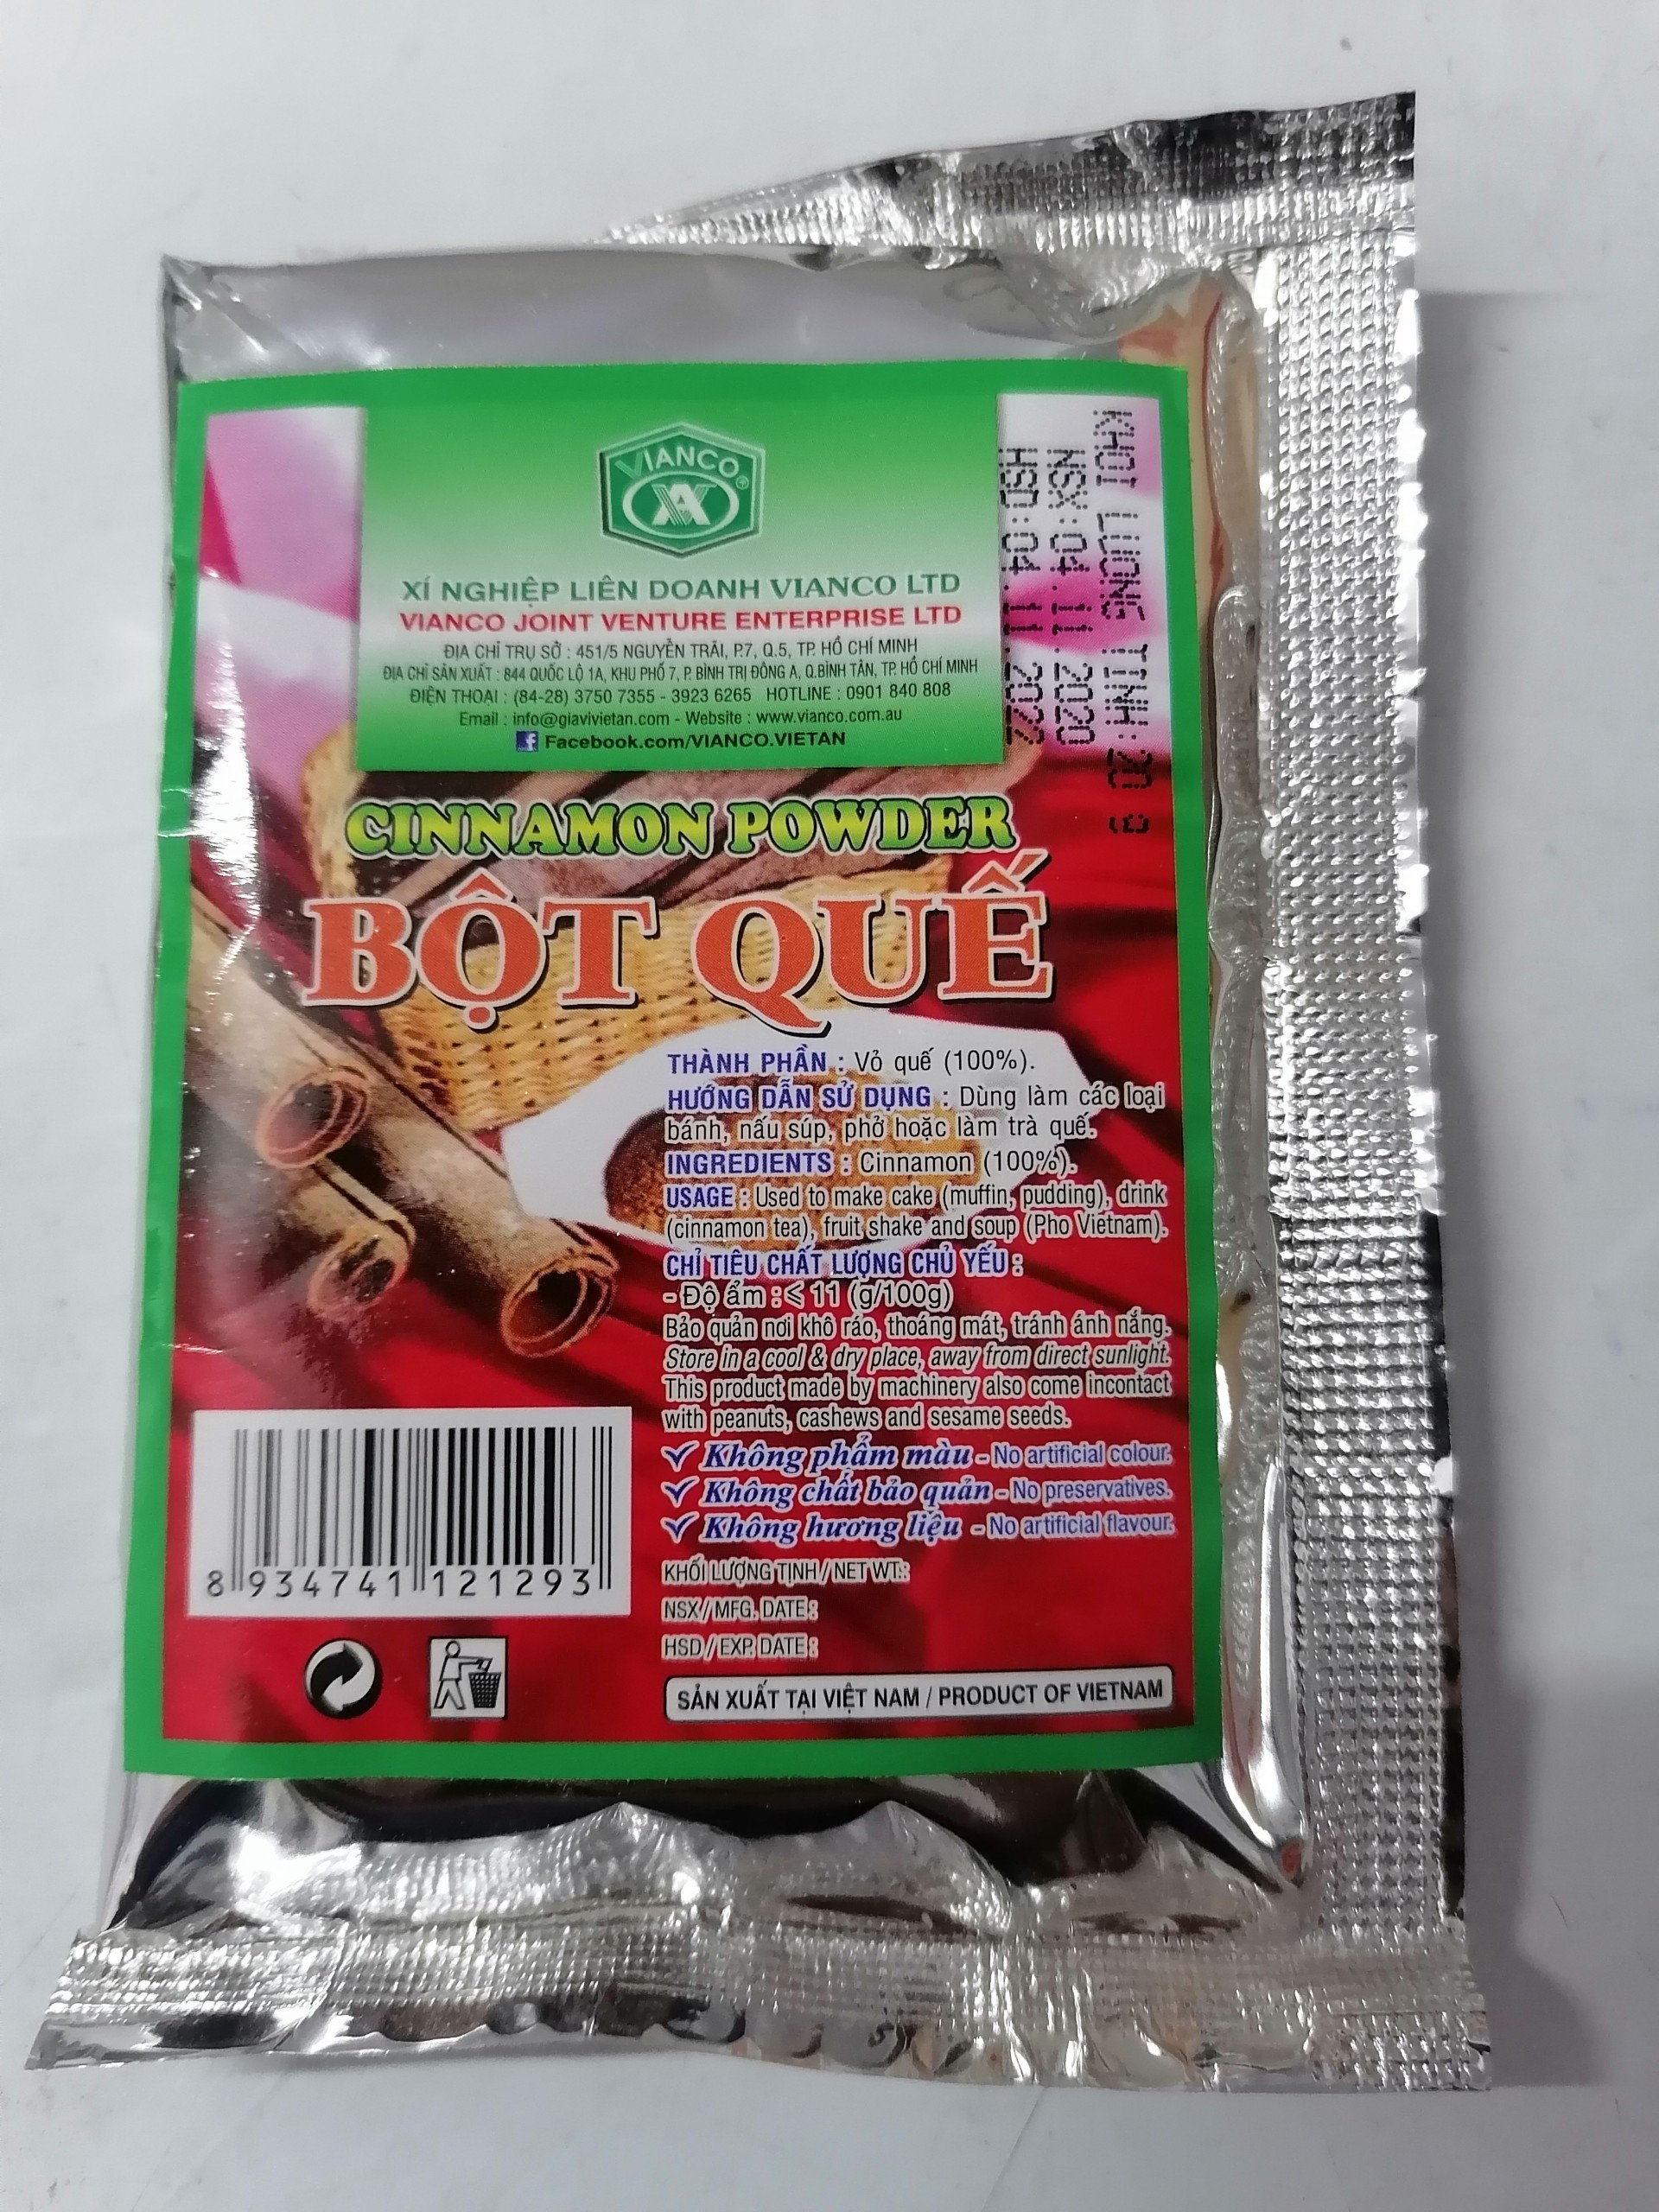 VIANCO
XÍ NGHIỆP LIÊN DOANH VIANCO LTD
VIANCO JOINT VENTURE ENTERPRISE LTD
ĐỊA CHỈ TRỤ SỞ : 451/5 NGUYỄN TRÃI, P.7, Q.5, TP. HỒ CHÍ MINH
ĐỊA CHỈ SẢN XUẤT : 844 QUỐC LỘ 1A, KHU PHỐ 7, P. BÌNH TRỊ ĐÔNG A, Q.BÌNH TÂN, TP. HỒ CHÍ MINH
ĐIỆN THOẠI : (84-28) 3750 7355 - 3923 6265 HOTLINE : 0901 840 808
Email : info@giavivietan.com - Website : www.vianco.com.au
Facebook.com/VIANCO.VIETAN
KHOI LUONG TINH: 20 G
NSX:04.11.2020
HSD:04.11.2022
CINNAMON POWDER
BỘT QUẾ
THÀNH PHẦN : Vỏ quế (100%).
HƯỚNG DẪN SỬ DỤNG : Dùng làm các loại
bánh, nấu súp, phở hoặc làm trà quế.
INGREDIENTS : Cinnamon (100%).
USAGE : Used to make cake (muffin, pudding), drink
(cinnamon tea), fruit shake and soup (Pho Vietnam).
CHỈ TIÊU CHẤT LƯỢNG CHỦ YẾU :
- Độ ẩm : ≤ 11 (g/100g)
Bảo quản nơi khô ráo, thoáng mát, tránh ánh nắng.
Store in a cool & dry place, away from direct sunlight.
This product made by machinery also come incontact
with peanuts, cashews and sesame seeds.
Không phẩm màu - No artificial colour.
Không chất bảo quản - No preservatives.
Không hương liệu - No artificial flavour.
KHỐI LƯỢNG TỊNH / NET WT.:
NSX / MFG. DATE :
HSD / EXP. DATE :
8 934741 121293
SẢN XUẤT TẠI VIỆT NAM / PRODUCT OF VIETNAM